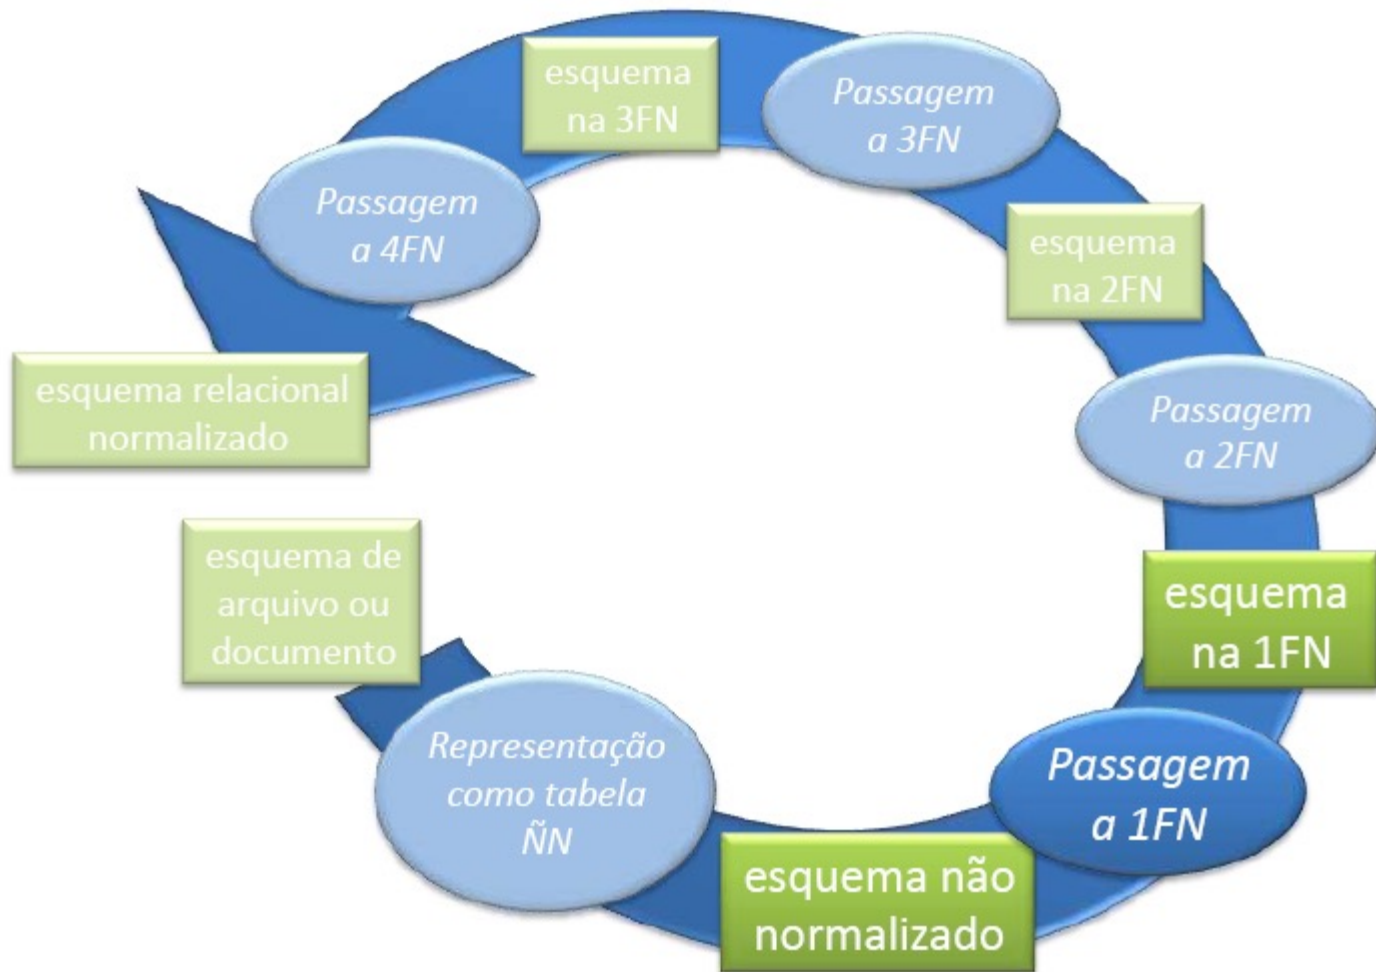 esquema
na 3FN
Passagem
a 3FN
Passagem
a 4FN
esquema
na 2FN
esquema relacional
normalizado
Passagem
a 2FN
esquema de
arquivo ou
documento
esquema
na 1FN
Representação
como tabela
ÑN
Passagem
a 1FN
esquema não
normalizado